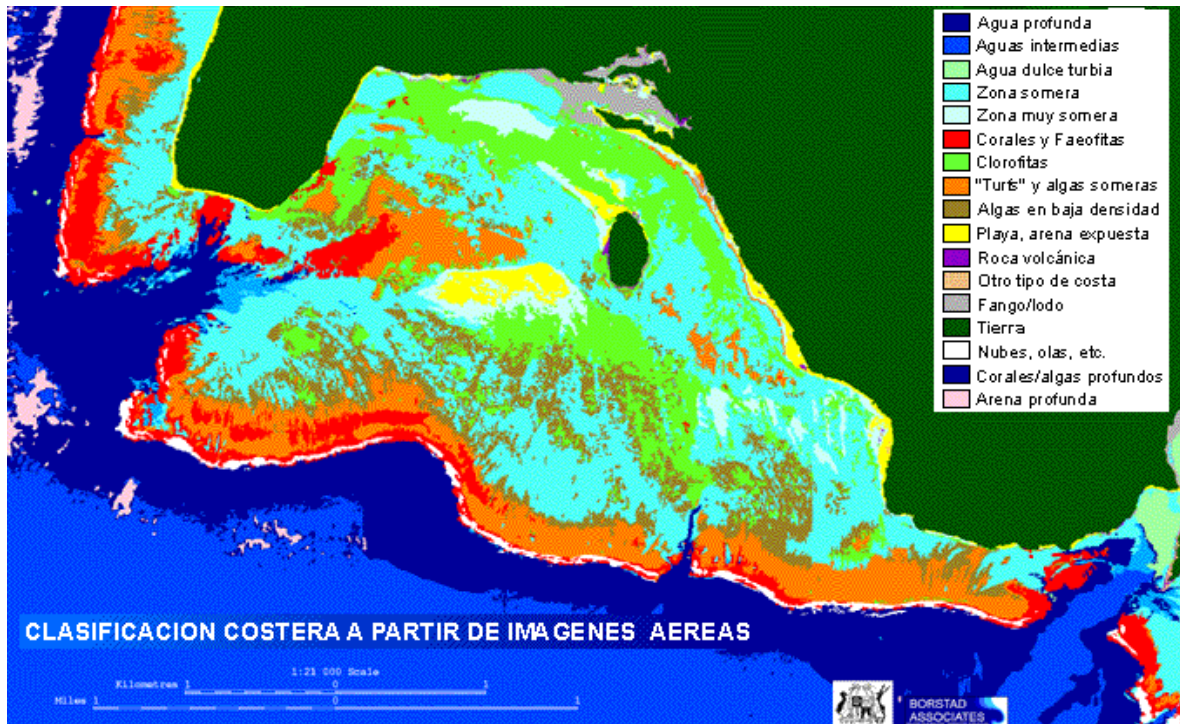 Agua profunda
Aguas intermedias
Agua dulce turbia
Zona somera
Zona muy somera
Corales y Faeofitas
Clorofitas
"Turfs" y algas someras
Algas en baja densidad
Playa, arena expuesta
Roca volcánica
Otro tipo de costa
Fango/lodo
Tierra
Nubes, olas, etc.
Corales/algas profundos
Arena profunda
CLASIFICACION COSTERA A PARTIR DE IMAGENES AEREAS
1:21 000 Scale
Kilometres 1 0 1
Miles 1 0 1
BORSTAD
ASSOCIATES